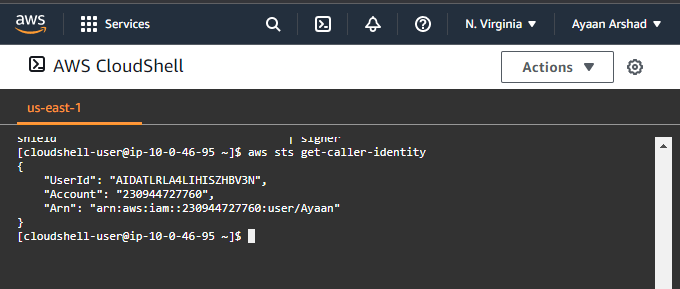 aws Services N. Virginia Ayaan Arshad
AWS CloudShell Actions
us-east-1
shield | signer
[cloudshell-user@ip-10-0-46-95 ~]$ aws sts get-caller-identity
{
    "UserId": "AIDATLRLA4LIHISZHBV3N",
    "Account": "230944727760",
    "Arn": "arn:aws:iam::230944727760:user/Ayaan"
}
[cloudshell-user@ip-10-0-46-95 ~]$